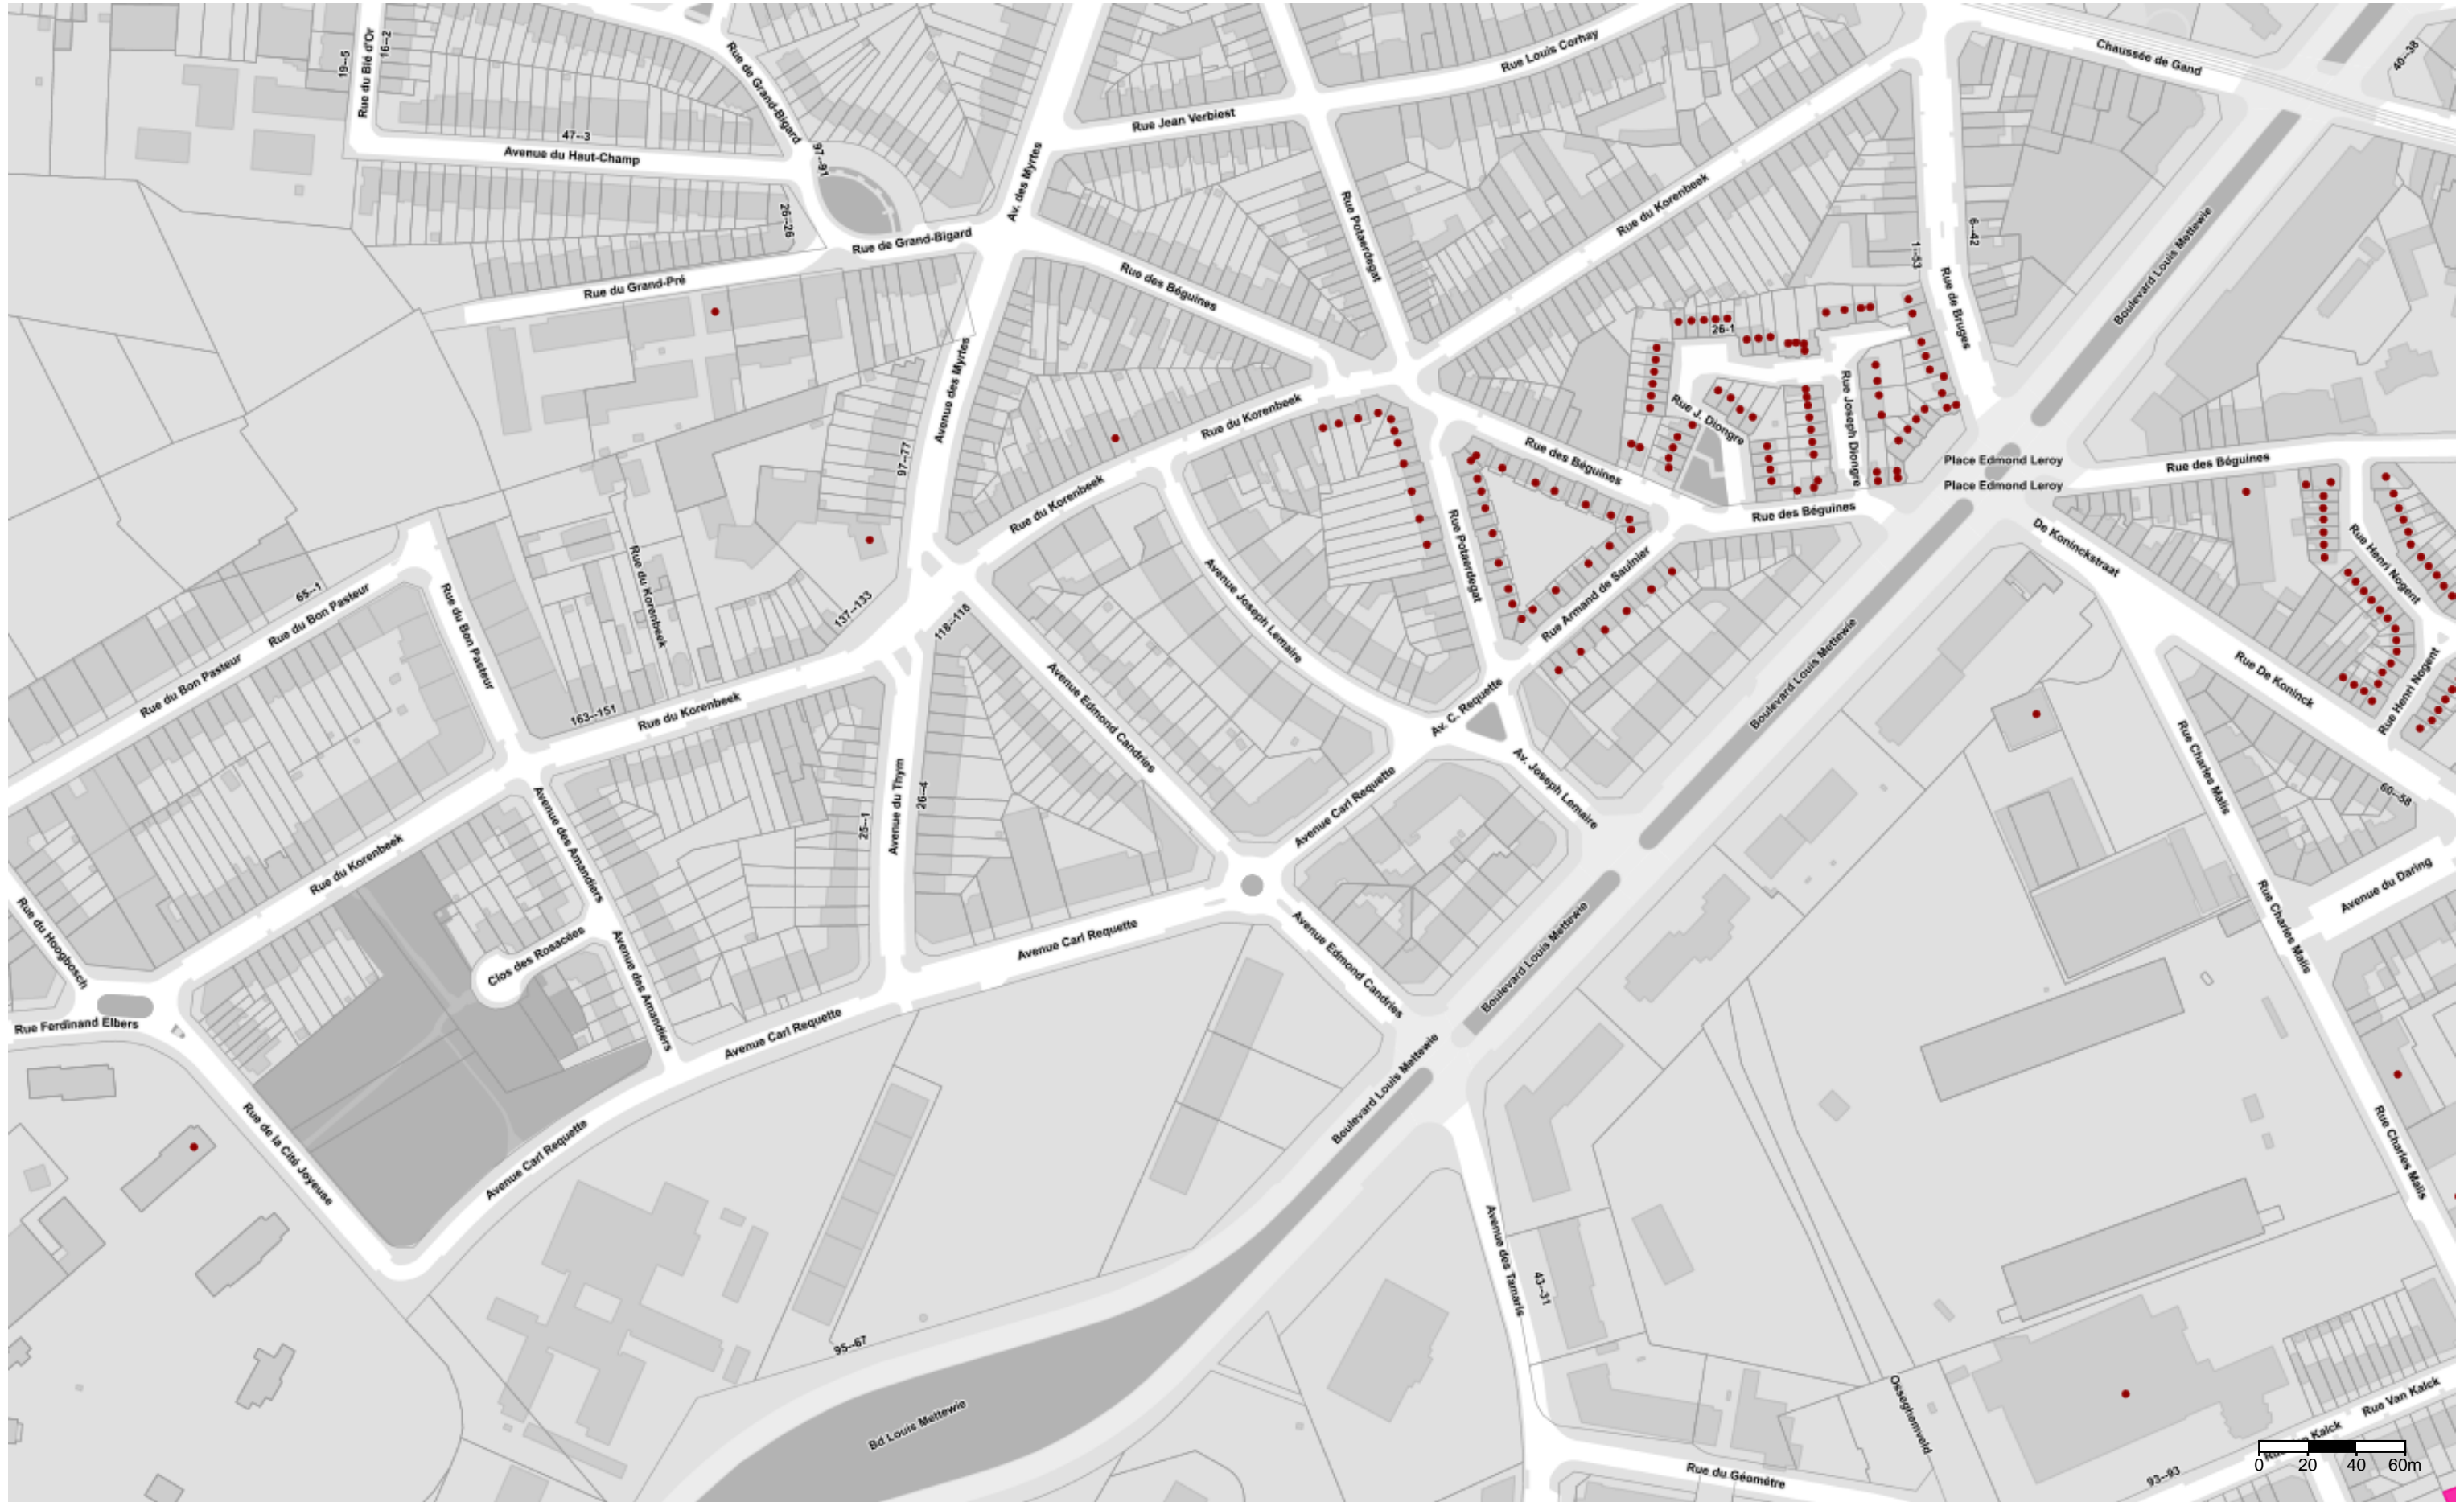 Rue du Blé d'Or
19--5
16--2
Rue de Grand-Bigard
97--91
47--3
Avenue du Haut-Champ
26--26
Rue du Grand-Pré
Rue de Grand-Bigard
Av. des Myrtes
Rue Jean Verbiest
Rue Louis Corhay
Chaussée de Gand
40--38
Rue Potaerdegat
Rue du Korenbeek
Rue des Béguines
1--53
6--42
Rue de Bruges
Boulevard Louis Mettewie
26-1
Rue J. Diongre
Rue Joseph Diongre
Avenue des Myrtes
97--77
Rue du Korenbeek
Rue du Korenbeek
Rue des Béguines
Place Edmond Leroy
Place Edmond Leroy
Rue des Béguines
Rue des Béguines
De Koninckstraat
Rue Henri Nogent
Rue Henri Nogent
Rue De Koninck
60--58
Rue Potaerdegat
Rue Armand de Saulnier
Avenue Joseph Lemaire
Boulevard Louis Mettewie
Av. C. Requette
Av. Joseph Lemaire
65--1
Rue du Bon Pasteur
Rue du Bon Pasteur
Rue du Bon Pasteur
Rue du Korenbeek
137--133
118--118
163--151
Rue du Korenbeek
Avenue Edmond Candries
Avenue du Thym
25--1
26--4
Avenue Carl Requette
Rue Charles Malis
Avenue du Daring
Rue Charles Malis
Rue Charles Malis
Rue du Korenbeek
Avenue des Amandiers
Avenue des Amandiers
Clos des Rosacées
Rue du Hoogbosch
Rue Ferdinand Elbers
Avenue Carl Requette
Avenue Carl Requette
Avenue Carl Requette
Rue de la Cité Joyeuse
Avenue Edmond Candries
Boulevard Louis Mettewie
Boulevard Louis Mettewie
Avenue des Tamaris
43--31
95--67
Bd Louis Mettewie
Osseghemveld
Rue du Géomètre
Rue Van Kalck
Rue Van Kalck
93--93
0 20 40 60m